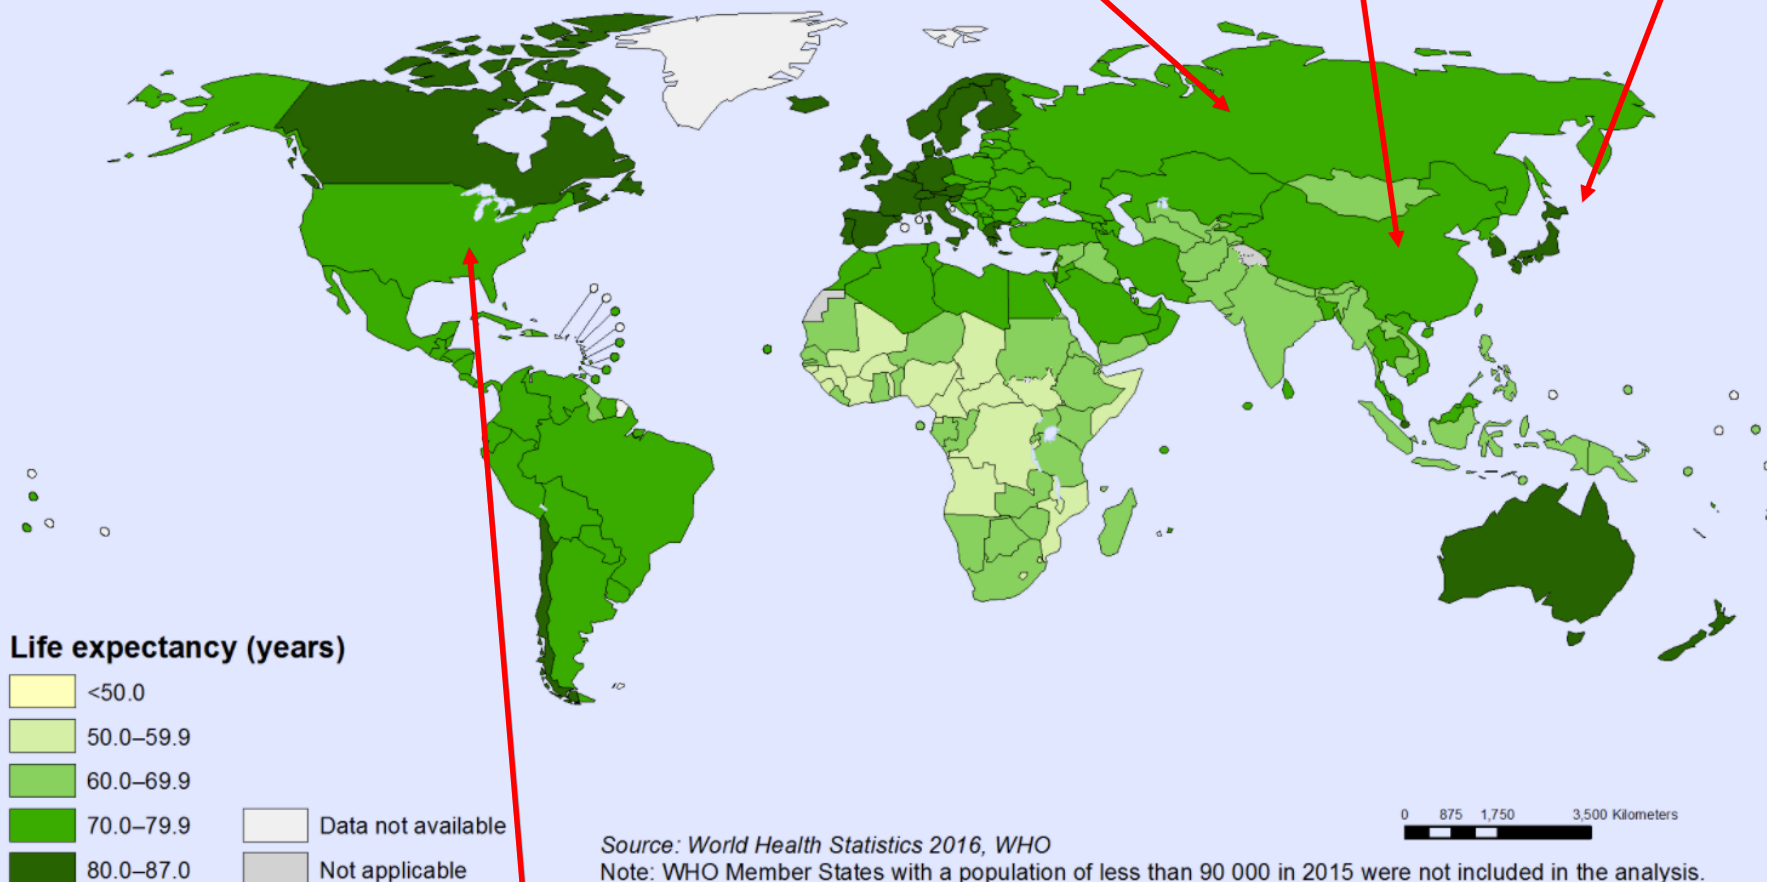 Life expectancy (years)
<50.0
50.0–59.9
60.0–69.9
70.0–79.9
80.0–87.0
Data not available
Not applicable
0 875 1,750 3,500 Kilometers
Source: World Health Statistics 2016, WHO
Note: WHO Member States with a population of less than 90 000 in 2015 were not included in the analysis.